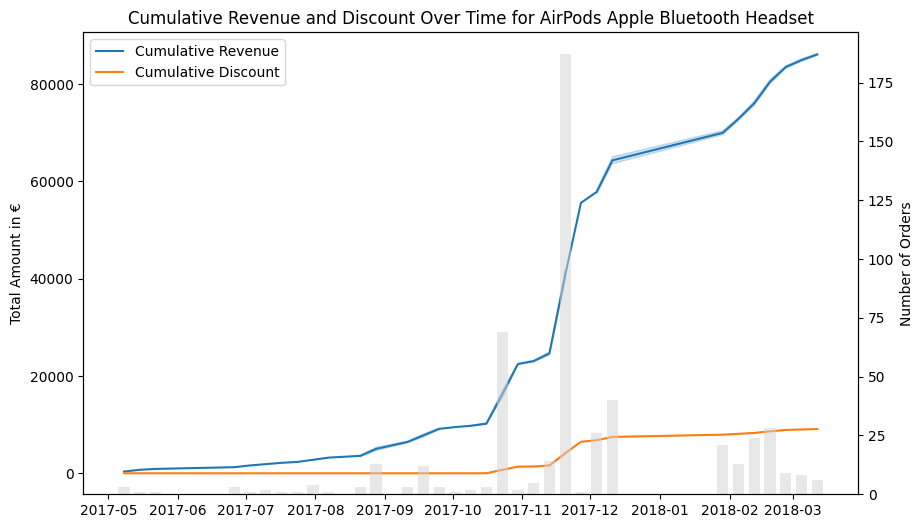 Cumulative Revenue and Discount Over Time for AirPods Apple Bluetooth Headset
Cumulative Revenue
Cumulative Discount
Total Amount in €
80000
60000
40000
20000
0
175
150
125
100
75
50
25
0
Number of Orders
2017-05 2017-06 2017-07 2017-08 2017-09 2017-10 2017-11 2017-12 2018-01 2018-02 2018-03